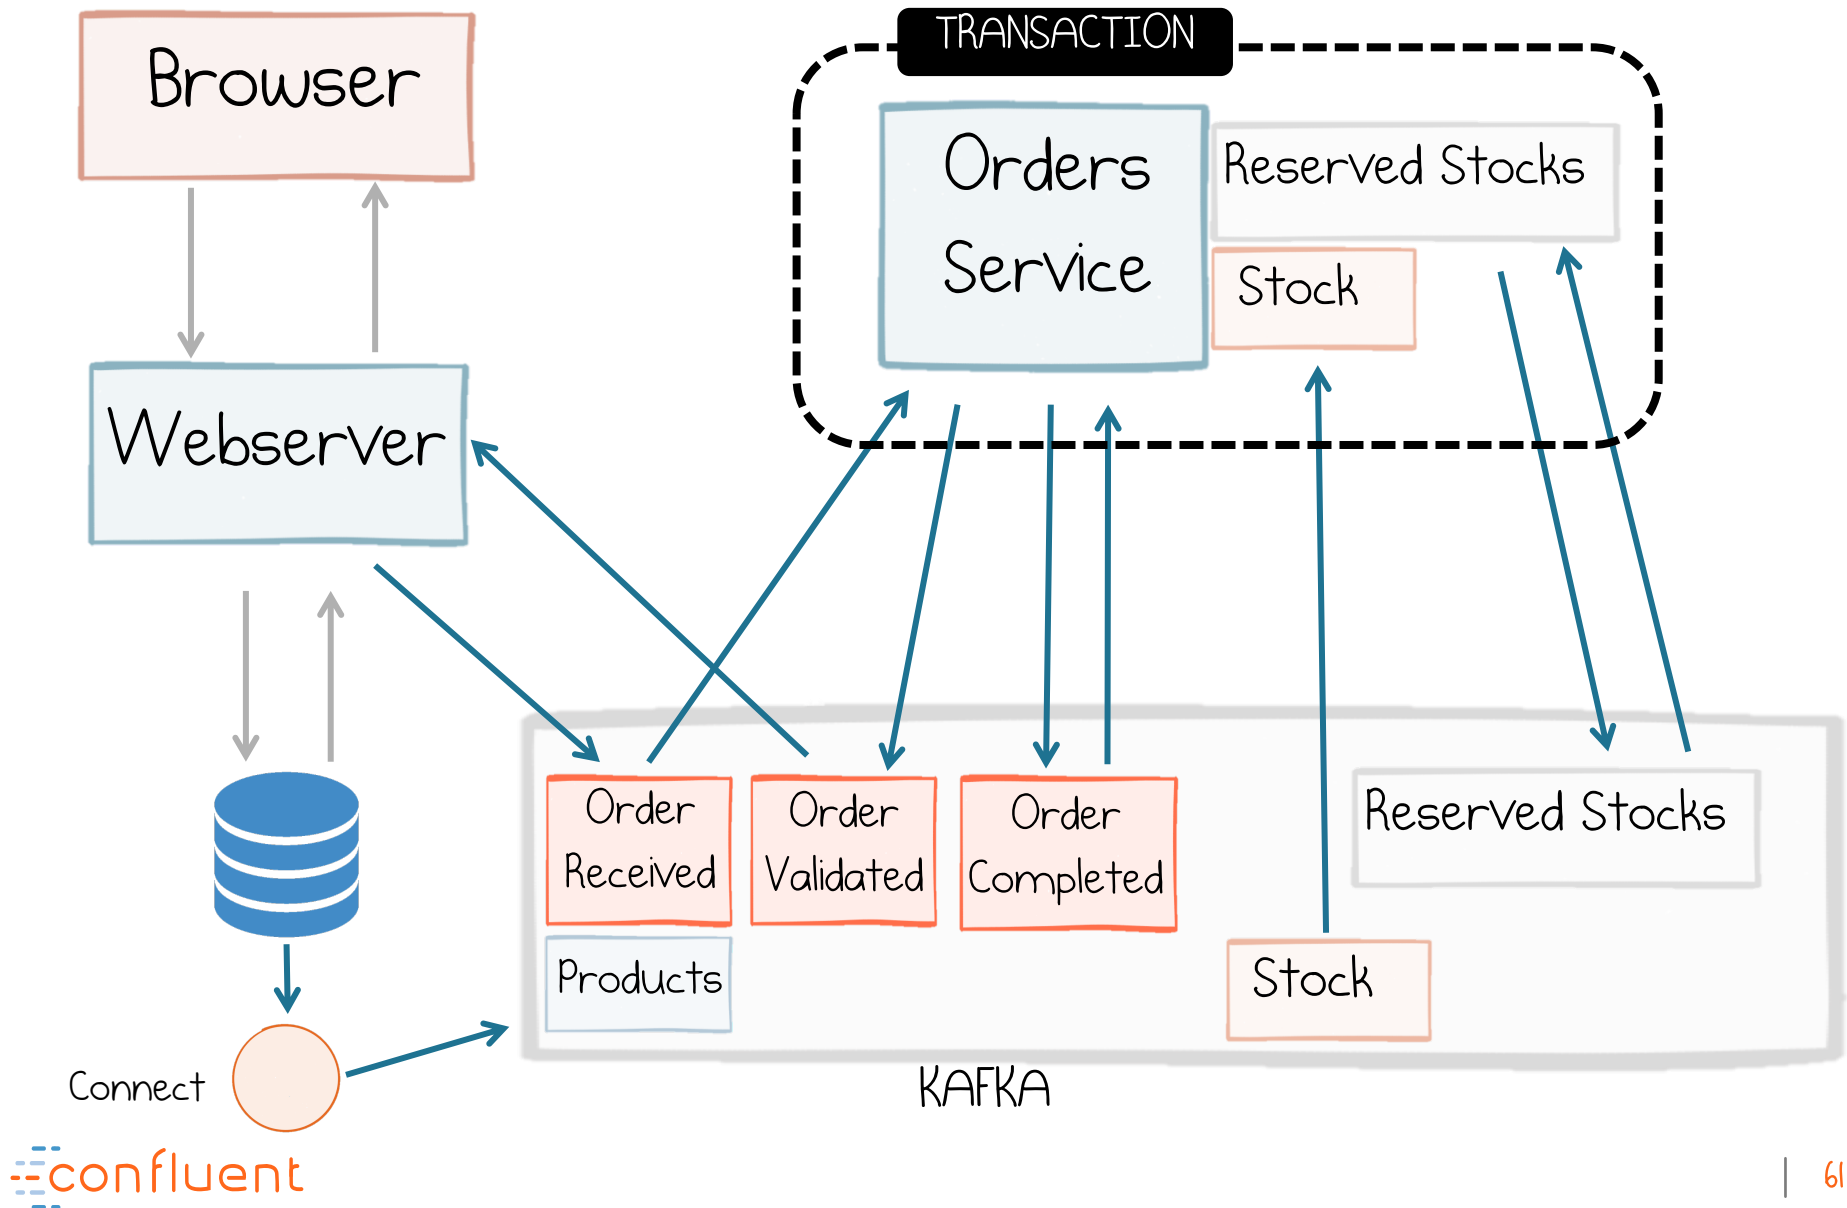 TRANSACTION
Browser
Orders
Service
Reserved Stocks
Stock
Webserver
Order
Received
Order
Validated
Order
Completed
Reserved Stocks
Products
Stock
Connect
KAFKA
confluent
61